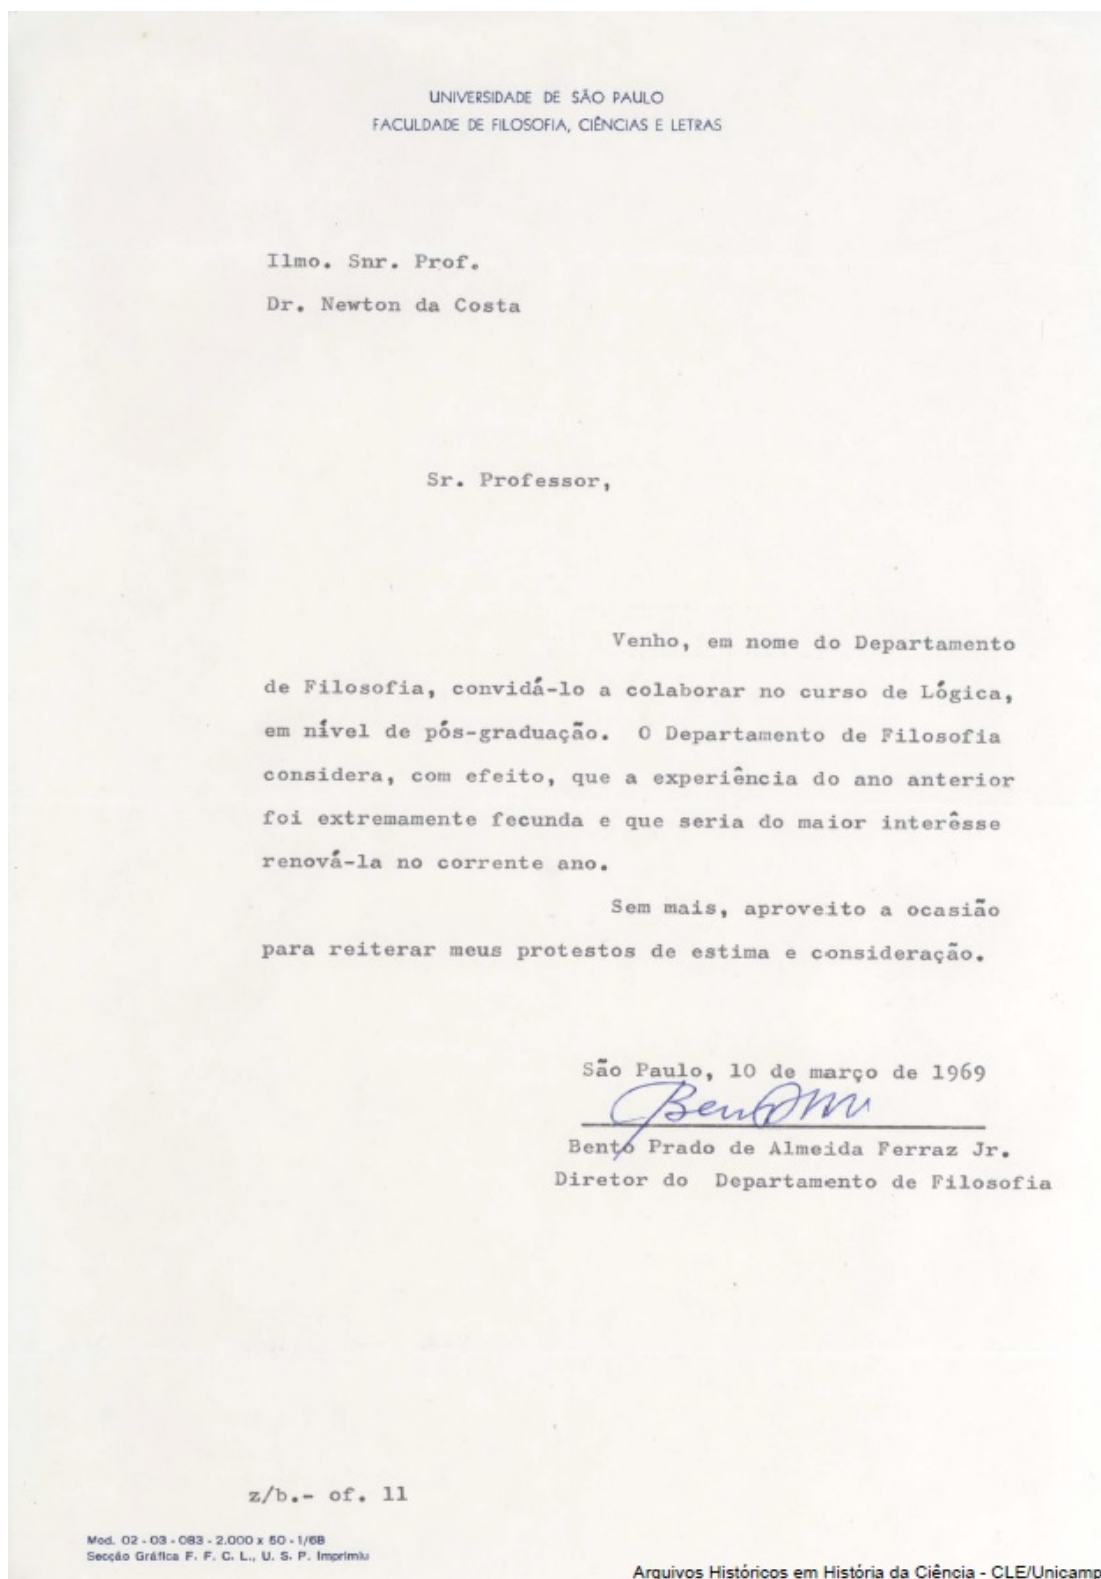 UNIVERSIDADE DE SÃO PAULO
FACULDADE DE FILOSOFIA, CIÊNCIAS E LETRAS
Ilmo. Snr. Prof.
Dr. Newton da Costa
Sr. Professor,
Venho, em nome do Departamento
de Filosofia, convidá-lo a colaborar no curso de Lógica,
em nível de pós-graduação. O Departamento de Filosofia
considera, com efeito, que a experiência do ano anterior
foi extremamente fecunda e que seria do maior interêsse
renová-la no corrente ano.
Sem mais, aproveito a ocasião
para reiterar meus protestos de estima e consideração.
São Paulo, 10 de março de 1969
Bento Prado de Almeida Ferraz Jr.
Diretor do Departamento de Filosofia
z/b.- of. 11
Mod. 02 - 03 - 083 - 2.000 x 50 - 1/68
Secção Gráfica F. F. C. L., U. S. P. Imprimiu
Arquivos Históricos em História da Ciência - CLE/Unicamp